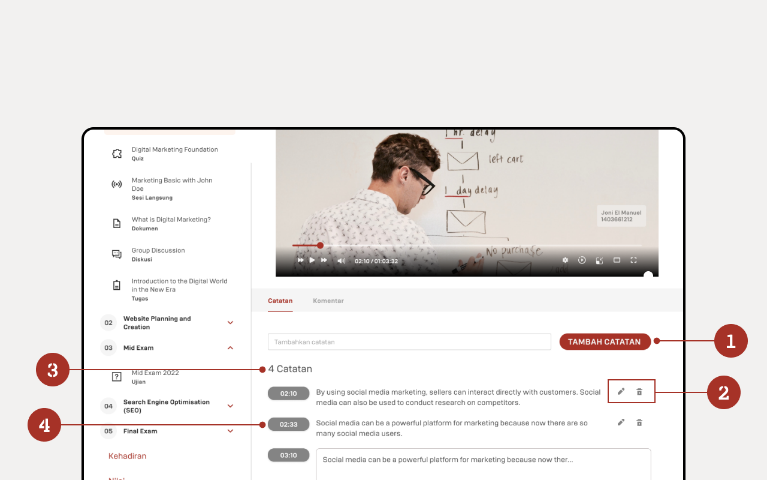 Digital Marketing Foundation
Quiz
Marketing Basic with John
Doe
Sesi Langsung
What is Digital Marketing?
Dokumen
Group Discussion
Diskusi
Introduction to the Digital World
in the New Era
Tugas
02
Website Planning and
Creation
03
Mid Exam
Mid Exam 2022
Ujian
04
Search Engine Optimisation
(SEO)
05
Final Exam
Kehadiran
1 hr. delay
left cart
1 day delay
No purchase
Joni El Manuel
1403681212
02:10 / 01:03:33
Catatan
Komentar
Tambahkan catatan
TAMBAH CATATAN
4 Catatan
02:10
By using social media marketing, sellers can interact directly with customers. Social
media can also be used to conduct research on competitors.
02:33
Social media can be a powerful platform for marketing because now there are so
many social media users.
03:10
Social media can be a powerful platform for marketing because now ther...
1
2
3
4